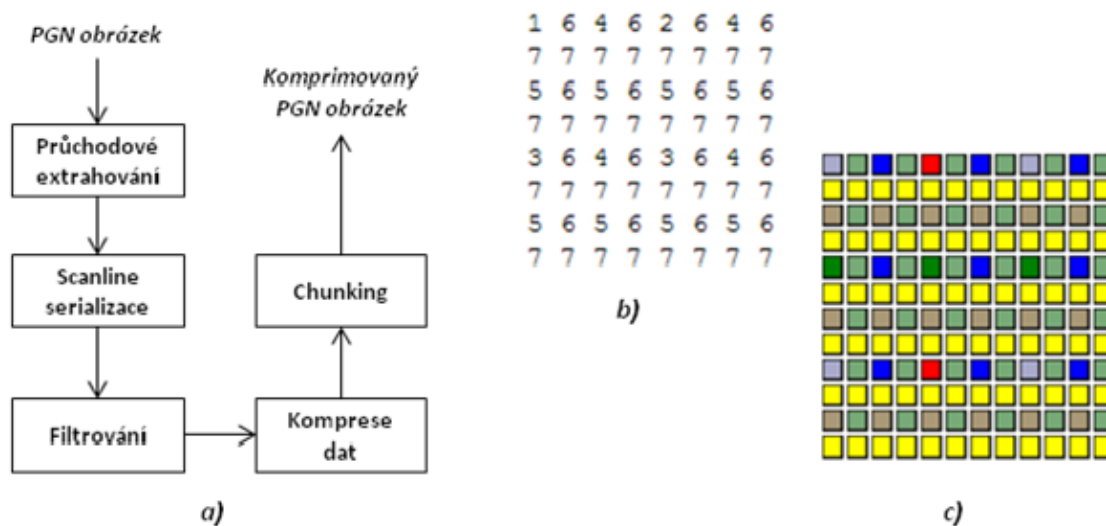 PGN obrázek
Průchodové
extrahování
Scanline
serializace
Filtrování
Komprese
dat
Chunking
Komprimovaný
PGN obrázek
a)
1 6 4 6 2 6 4 6
7 7 7 7 7 7 7 7
5 6 5 6 5 6 5 6
7 7 7 7 7 7 7 7
3 6 4 6 3 6 4 6
7 7 7 7 7 7 7 7
5 6 5 6 5 6 5 6
7 7 7 7 7 7 7 7
b)
c)